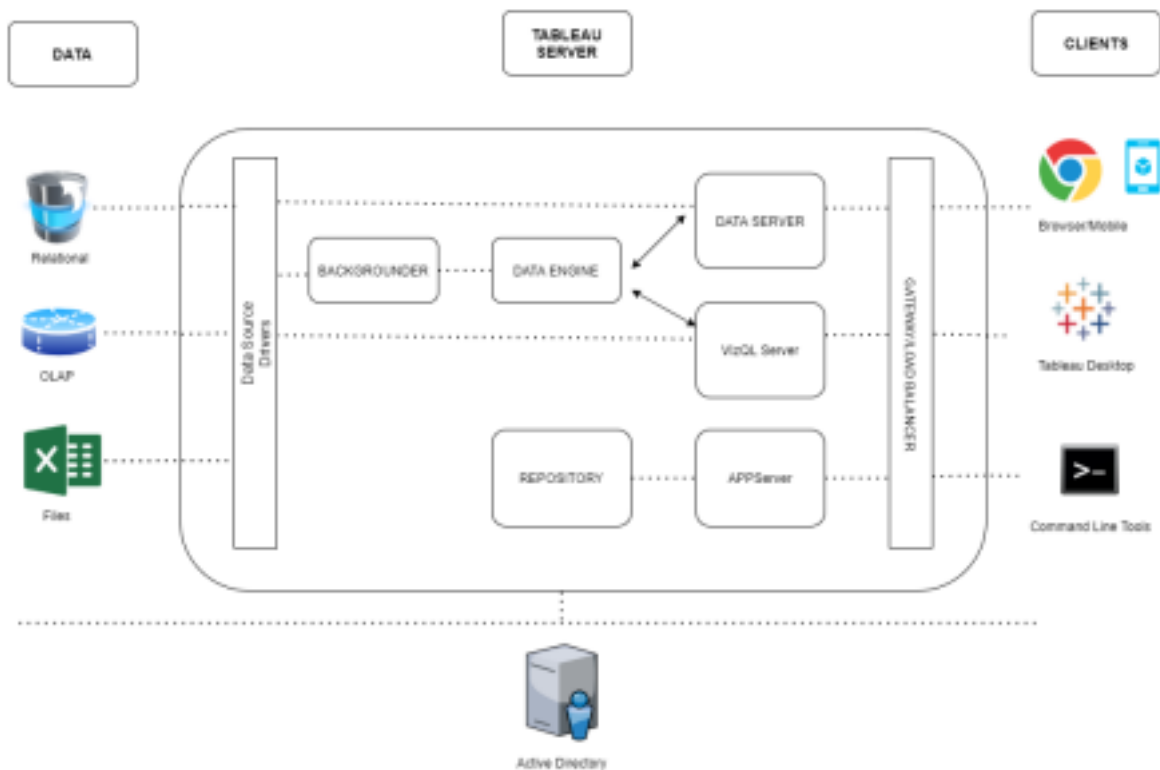 DATA
TABLEAU
SERVER
CLIENTS
Relational
OLAP
Files
Data Source
Drivers
BACKGROUNDER
DATA ENGINE
DATA SERVER
VizQL Server
REPOSITORY
APPServer
GATEWAY/LOAD BALANCER
Browser/Mobile
Tableau Desktop
>-
Command Line Tools
X
Active Directory